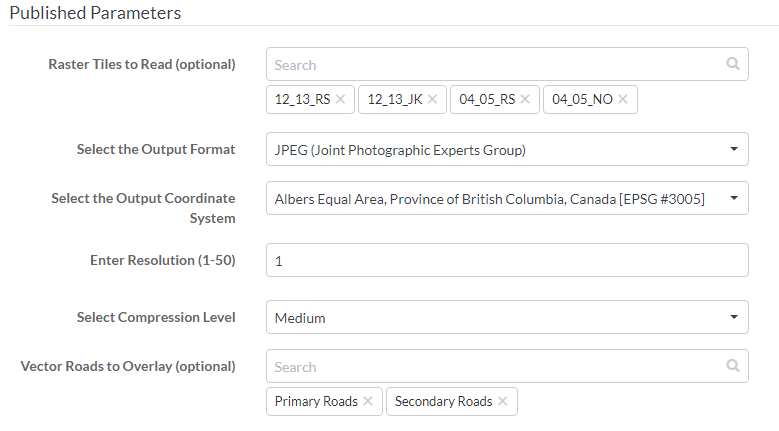 Published Parameters
Raster Tiles to Read (optional) Search
12_13_RS × 12_13_JK × 04_05_RS × 04_05_NO ×
Select the Output Format JPEG (Joint Photographic Experts Group)
Select the Output Coordinate System Albers Equal Area, Province of British Columbia, Canada [EPSG #3005]
Enter Resolution (1-50) 1
Select Compression Level Medium
Vector Roads to Overlay (optional) Search
Primary Roads × Secondary Roads ×